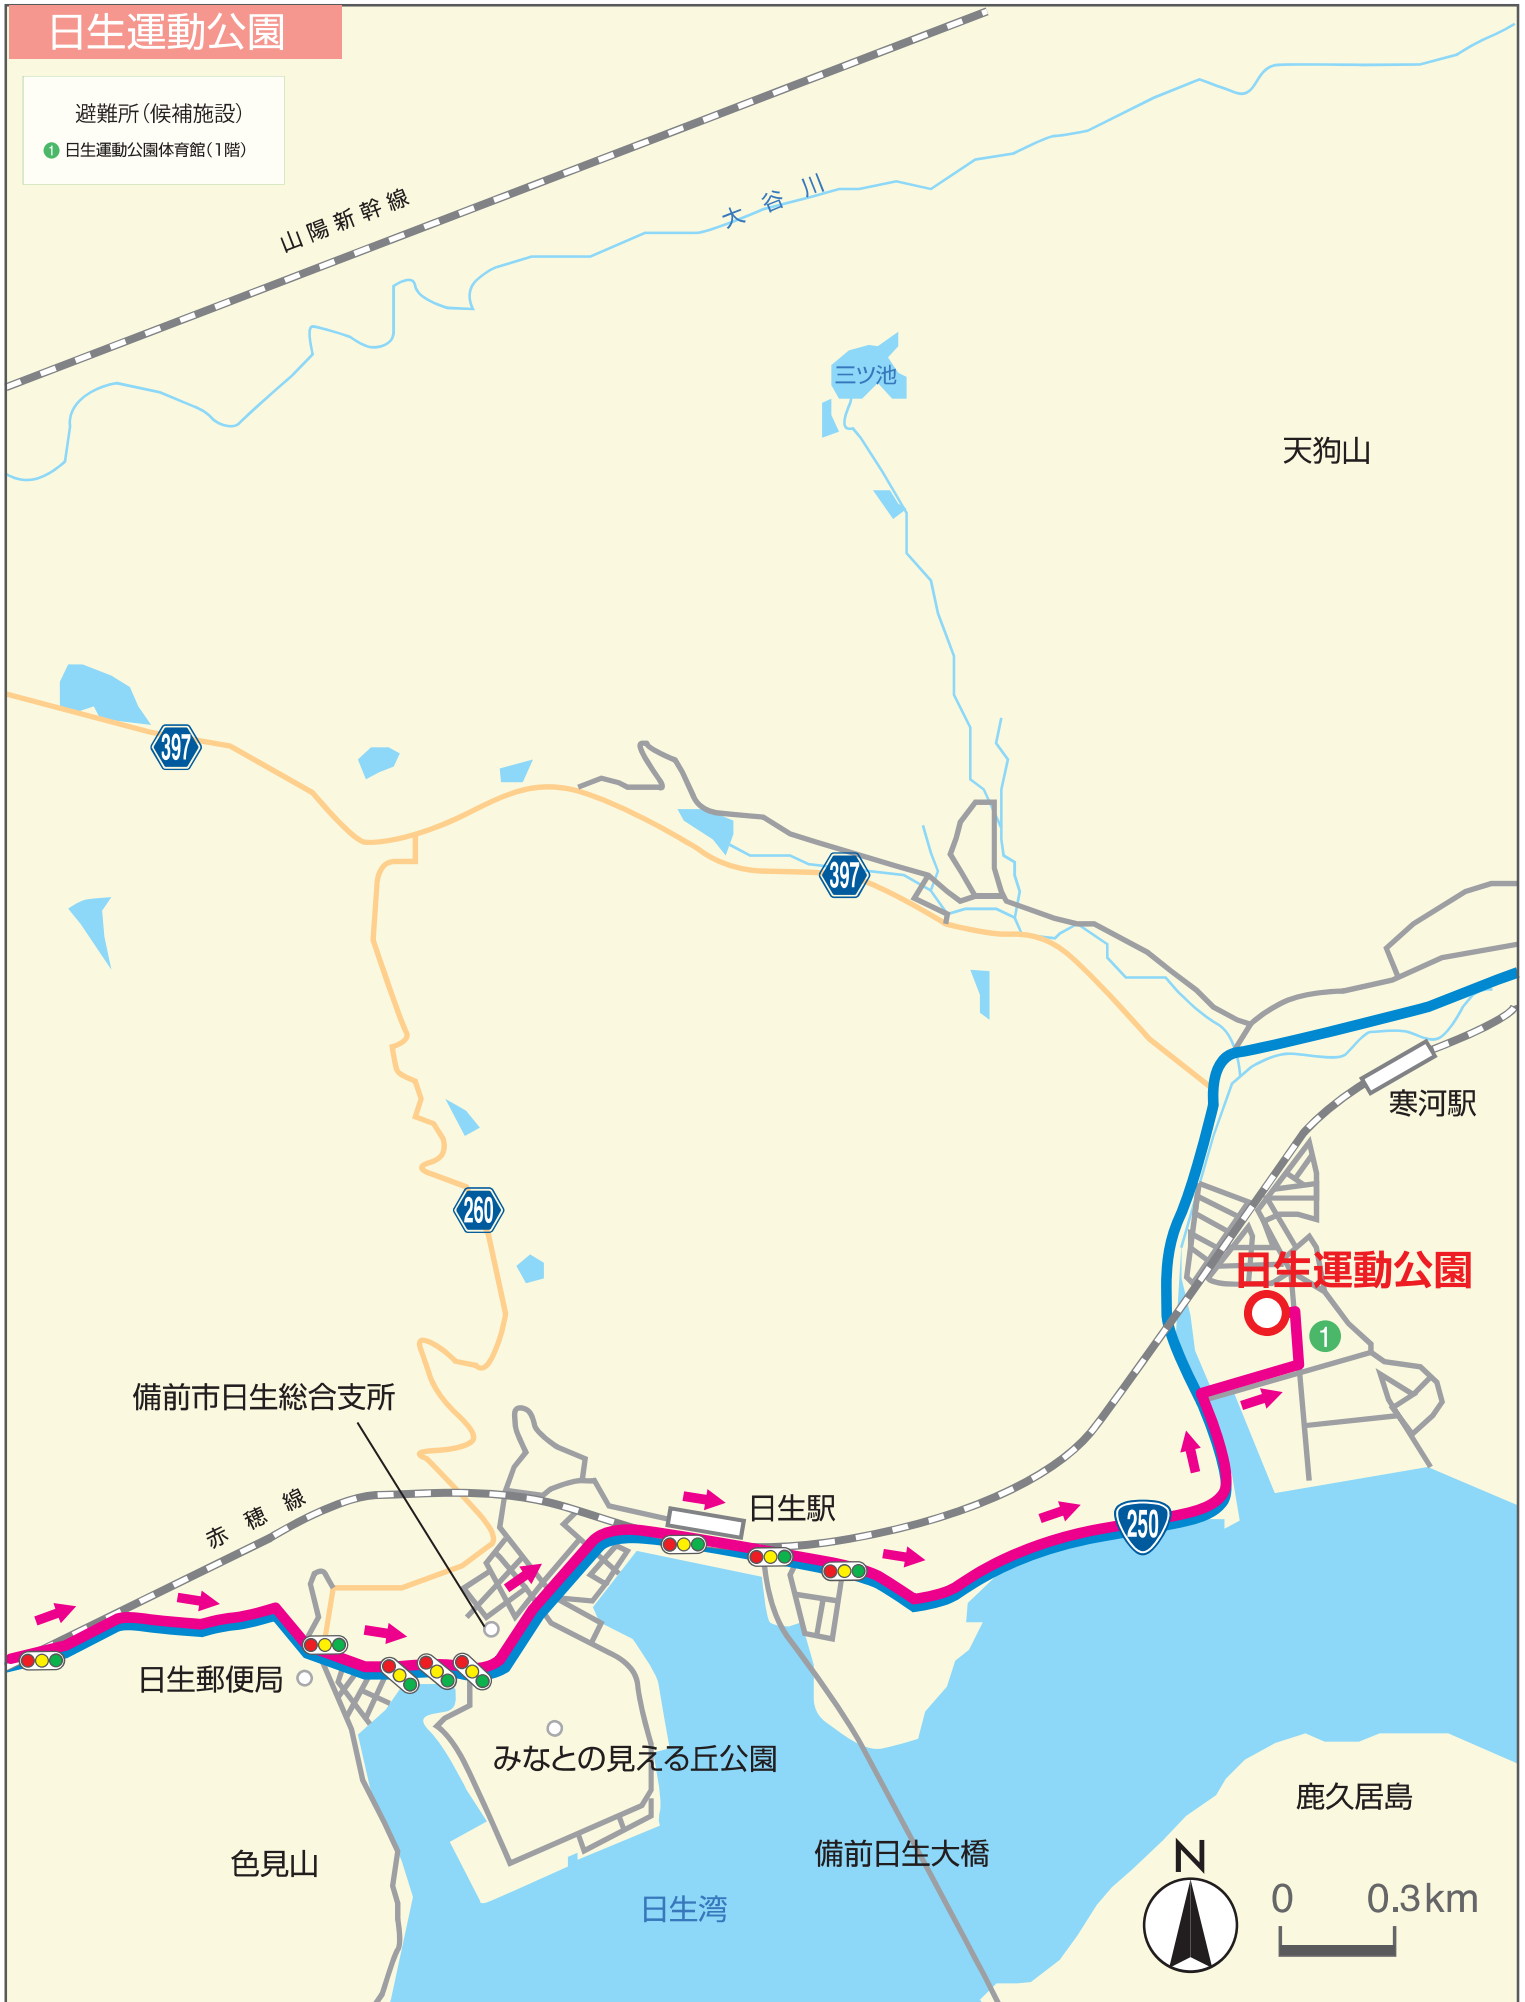 日生運動公園
避難所(候補施設)
1 日生運動公園体育館(1階)
山陽新幹線
大谷川
三ツ池
天狗山
397
397
寒河駅
260
日生運動公園
1
備前市日生総合支所
赤穂線
日生駅
250
日生郵便局
みなとの見える丘公園
鹿久居島
備前日生大橋
色見山
日生湾
N
0 0.3km